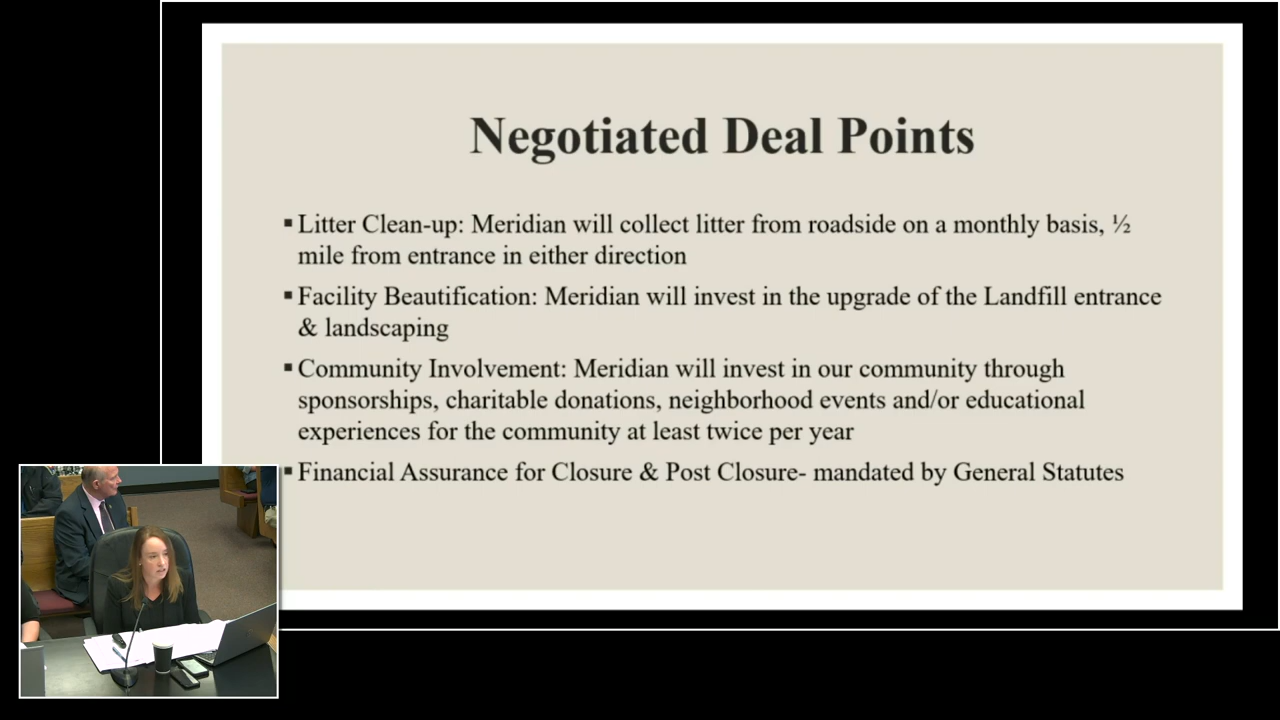 Negotiated Deal Points
▪ Litter Clean-up: Meridian will collect litter from roadside on a monthly basis, ½
mile from entrance in either direction
▪ Facility Beautification: Meridian will invest in the upgrade of the Landfill entrance
& landscaping
▪ Community Involvement: Meridian will invest in our community through
sponsorships, charitable donations, neighborhood events and/or educational
experiences for the community at least twice per year
▪ Financial Assurance for Closure & Post Closure- mandated by General Statutes